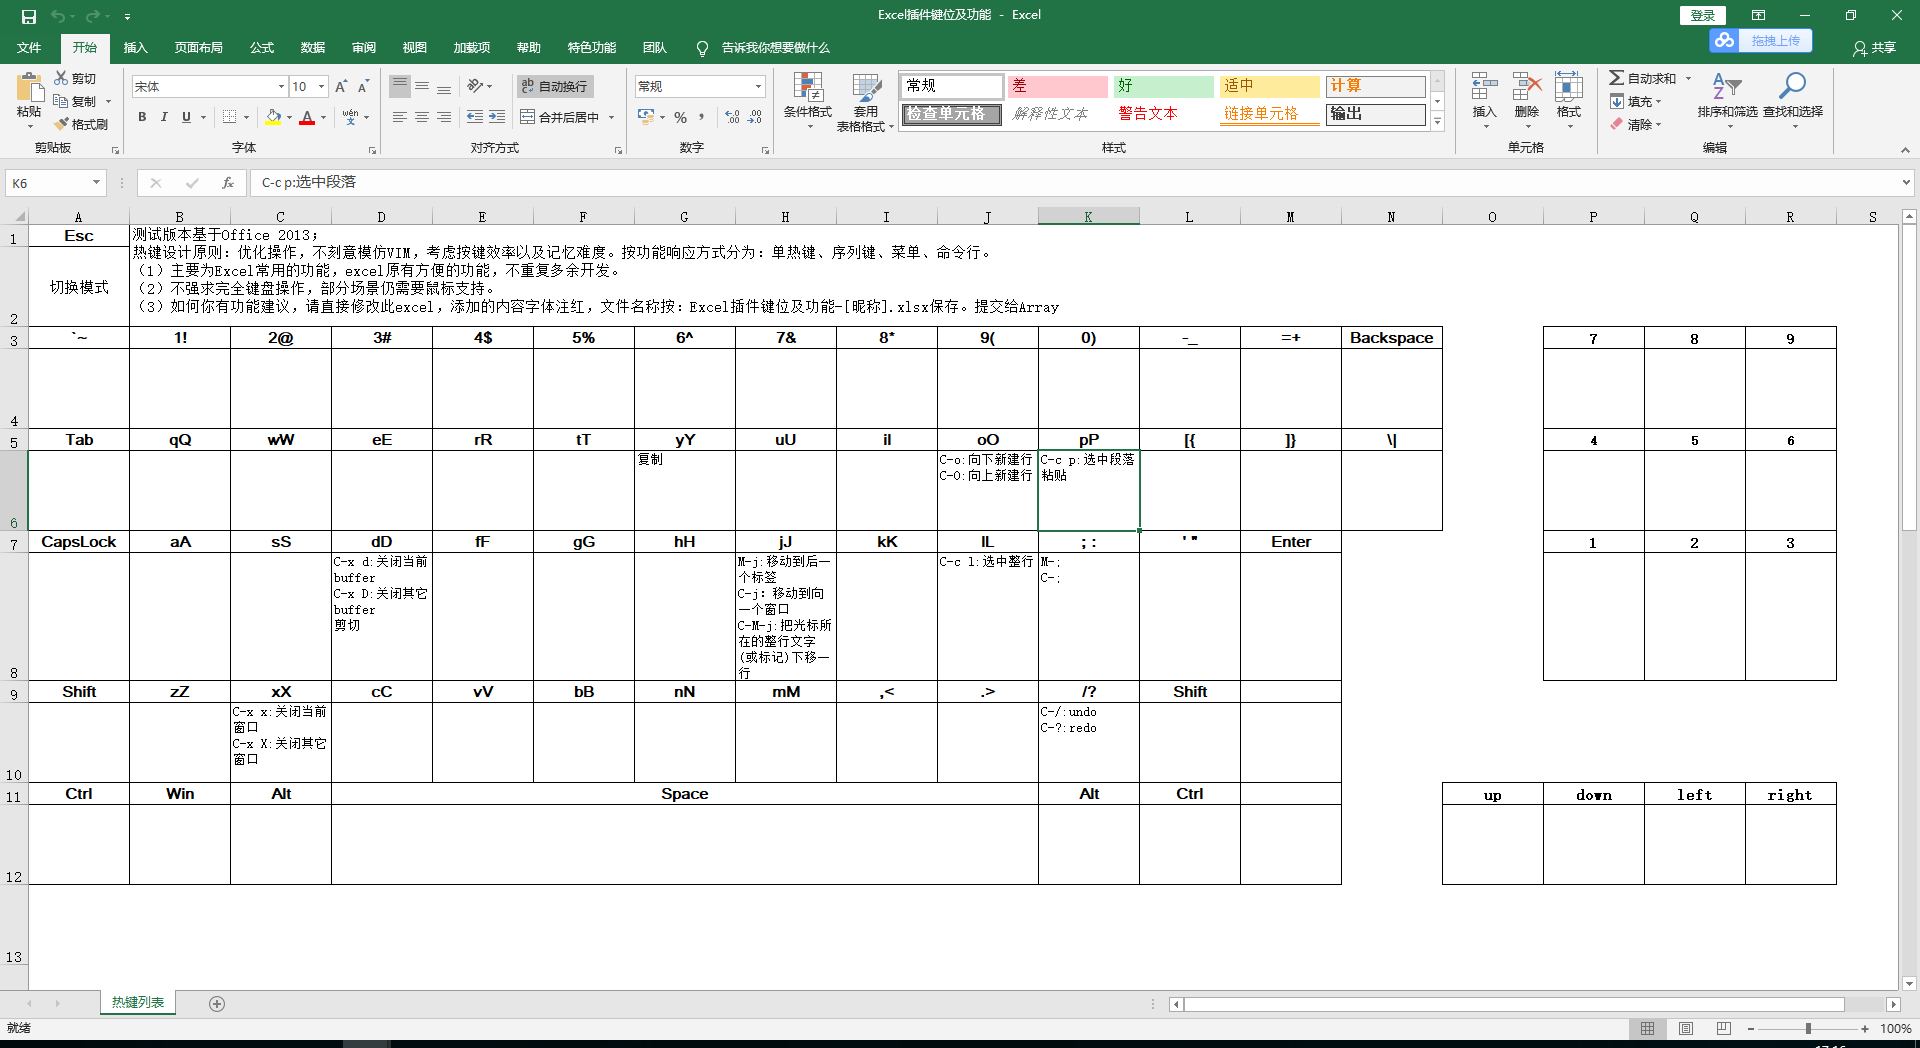 Excel插件键位及功能 - Excel
登录
文件 开始 插入 页面布局 公式 数据 审阅 视图 加载项 帮助 特色功能 团队 告诉我你想要做什么
拖拽上传
共享
粘贴
剪切
复制
格式刷
剪贴板
宋体 10
B I U A wén 文
字体
ab 自动换行
合并后居中
对齐方式
常规
% ,
数字
条件格式
套用
表格格式
常规 差 好 适中 计算
检查单元格 解释性文本 警告文本 链接单元格 输出
样式
插入 删除 格式
单元格
自动求和
填充
清除
排序和筛选 查找和选择
编辑
K6 fx C-c p:选中段落
A B C D E F G H I J K L M N O P Q R S
1 Esc
测试版本基于Office 2013；
热键设计原则：优化操作，不刻意模仿VIM，考虑按键效率以及记忆难度。按功能响应方式分为：单热键、序列键、菜单、命令行。
（1）主要为Excel常用的功能，excel原有方便的功能，不重复多余开发。
（2）不强求完全键盘操作，部分场景仍需要鼠标支持。
（3）如何你有功能建议，请直接修改此excel，添加的内容字体注红，文件名称按：Excel插件键位及功能-[昵称].xlsx保存。提交给Array
2 切换模式
3 `~ 1! 2@ 3# 4$ 5% 6^ 7& 8* 9( 0) -_ =+ Backspace 7 8 9
4
5 Tab qQ wW eE rR tT yY uU iI oO pP [{ ]} \| 4 5 6
6
复制
C-o:向下新建行
C-O:向上新建行
C-c p:选中段落
粘贴
7 CapsLock aA sS dD fF gG hH jJ kK lL ; : ' " Enter 1 2 3
8
C-x d:关闭当前
buffer
C-x D:关闭其它
buffer
剪切
M-j:移动到后一
个标签
C-j：移动到向
一个窗口
C-M-j:把光标所
在的整行文字
(或标记)下移一
行
C-c l:选中整行
M-;
C-;
9 Shift zZ xX cC vV bB nN mM ,< .> /? Shift
10
C-x x:关闭当前
窗口
C-x X:关闭其它
窗口
C-/:undo
C-?:redo
11 Ctrl Win Alt Space Alt Ctrl up down left right
12
13
热键列表
就绪
100%